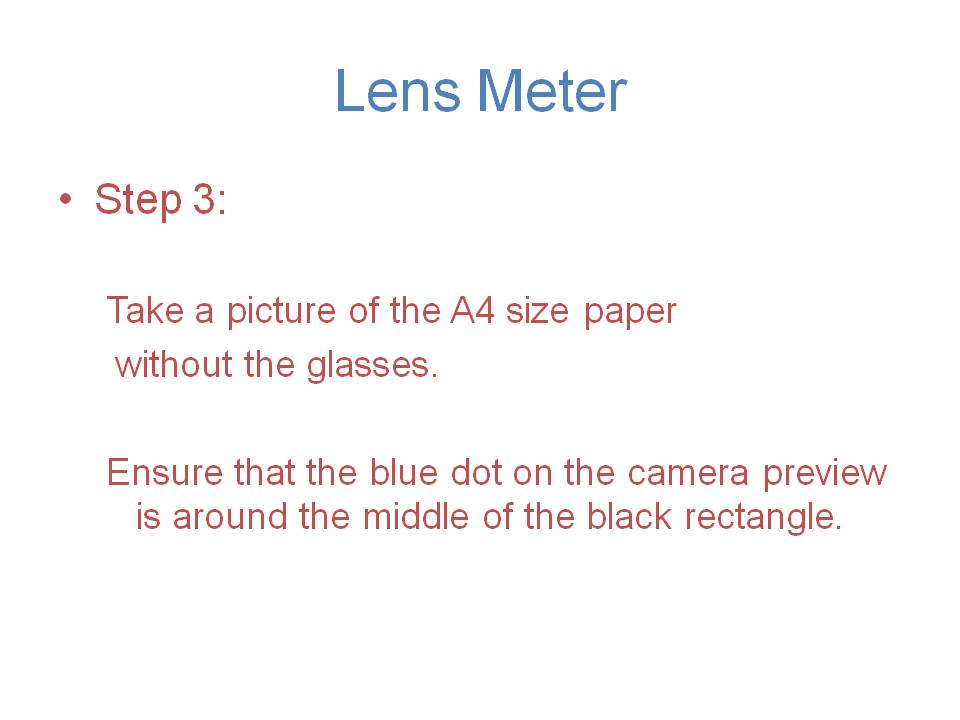 Lens Meter
• Step 3:
Take a picture of the A4 size paper
without the glasses.
Ensure that the blue dot on the camera preview
is around the middle of the black rectangle.